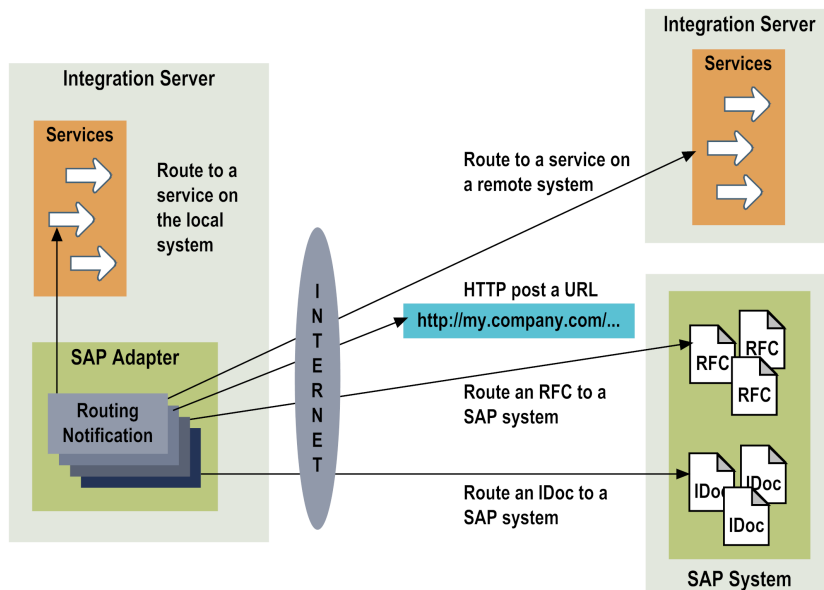 Integration Server
Services
Route to a
service on
the local
system
SAP Adapter
Routing
Notification
INTERNET
Route to a service on
a remote system
HTTP post a URL
http://my.company.com/...
Route an RFC to a
SAP system
Route an IDoc to a
SAP system
Integration Server
Services
RFC
RFC
RFC
IDoc
IDoc
IDoc
SAP System